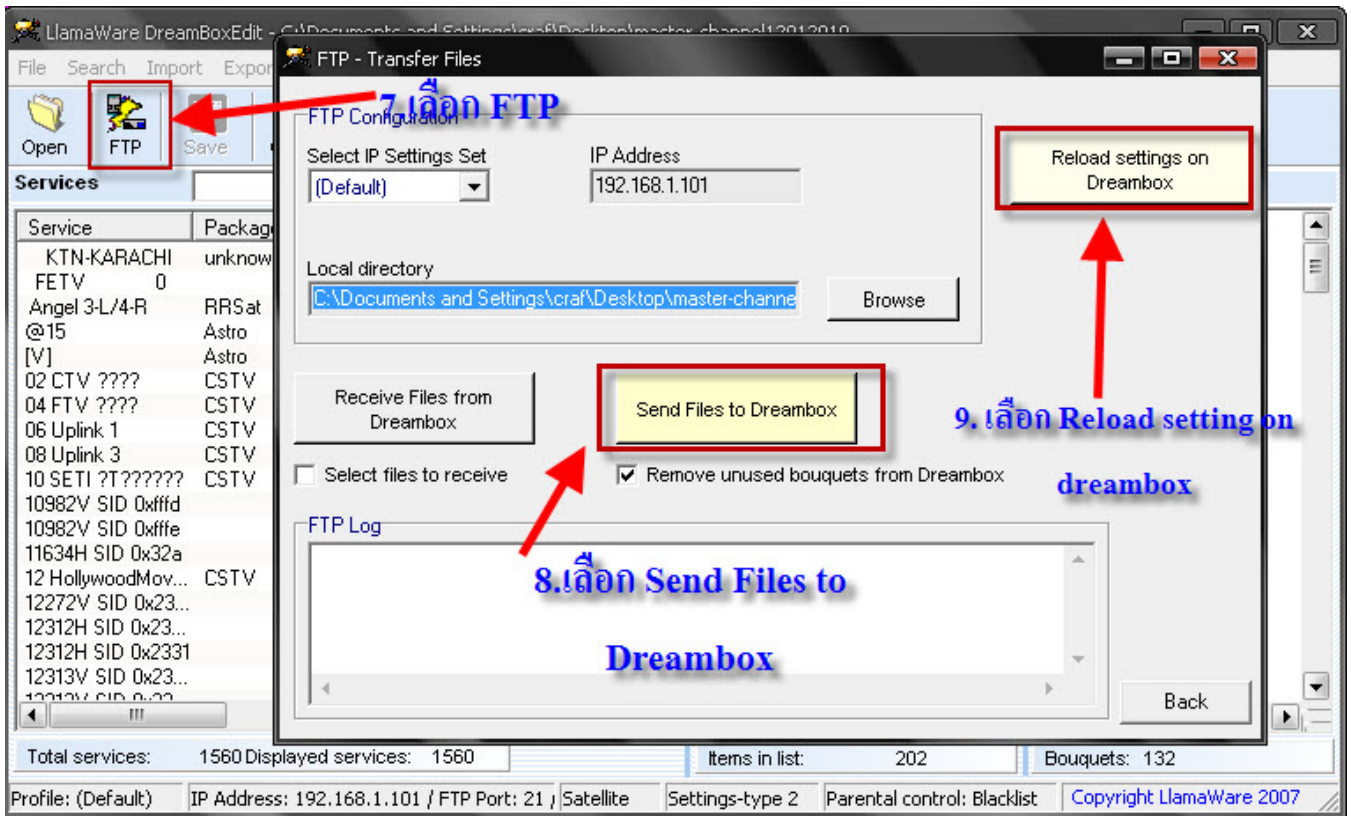 LlamaWare DreamBoxEdit - C:\Documents and Settings\craf\Desktop\master-channel12012010
File Search Import Expor
Open FTP Save
Services
Service Packag
KTN-KARACHI unknow
FETV 0
Angel 3-L/4-R RRSat
@15 Astro
[V] Astro
02 CTV ???? CSTV
04 FTV ???? CSTV
06 Uplink 1 CSTV
08 Uplink 3 CSTV
10 SETI ?T?????? CSTV
10982V SID 0xfffd
10982V SID 0xfffe
11634H SID 0x32a
12 HollywoodMov... CSTV
12272V SID 0x23...
12312H SID 0x23...
12312H SID 0x2331
12313V SID 0x23...
FTP - Transfer Files
7.เลือก FTP
FTP Configuration
Select IP Settings Set
(Default)
IP Address
192.168.1.101
Reload settings on
Dreambox
Local directory
C:\Documents and Settings\craf\Desktop\master-channe
Browse
Receive Files from
Dreambox
Send Files to Dreambox
9. เลือก Reload setting on
dreambox
Select files to receive
Remove unused bouquets from Dreambox
FTP Log
8.เลือก Send Files to
Dreambox
Back
Total services: 1560 Displayed services: 1560
Items in list: 202
Bouquets: 132
Profile: (Default)
IP Address: 192.168.1.101 / FTP Port: 21 /
Satellite
Settings-type 2
Parental control: Blacklist
Copyright LlamaWare 2007